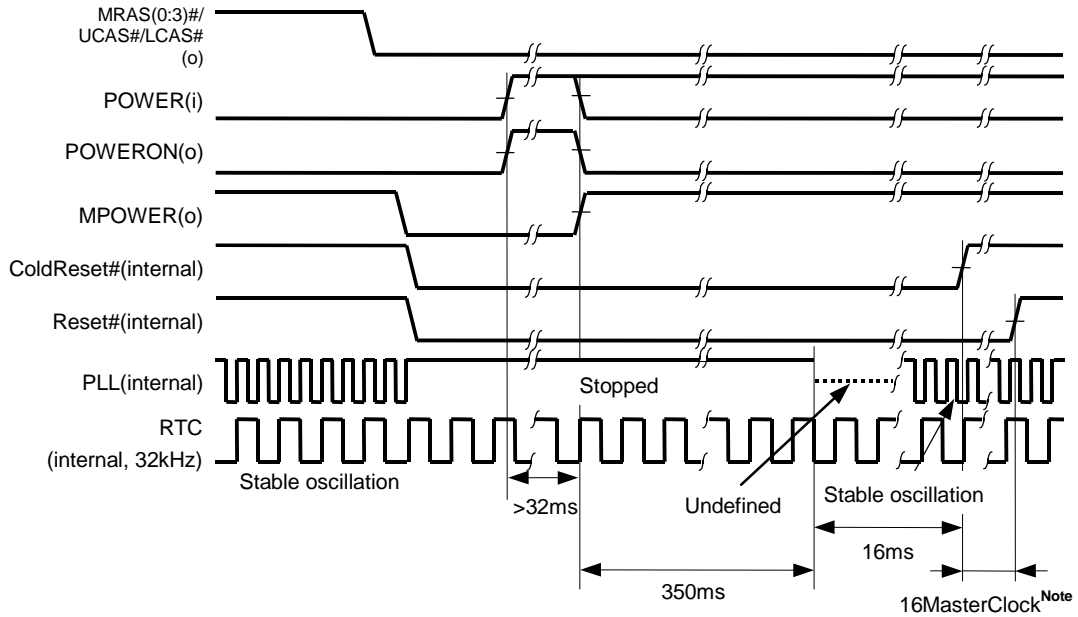 MRAS(0:3)#/
UCAS#/LCAS#
(o)
POWER(i)
POWERON(o)
MPOWER(o)
ColdReset#(internal)
Reset#(internal)
PLL(internal)
Stopped
RTC
(internal, 32kHz)
Stable oscillation
>32ms
Undefined
Stable oscillation
16ms
350ms
16MasterClockNote